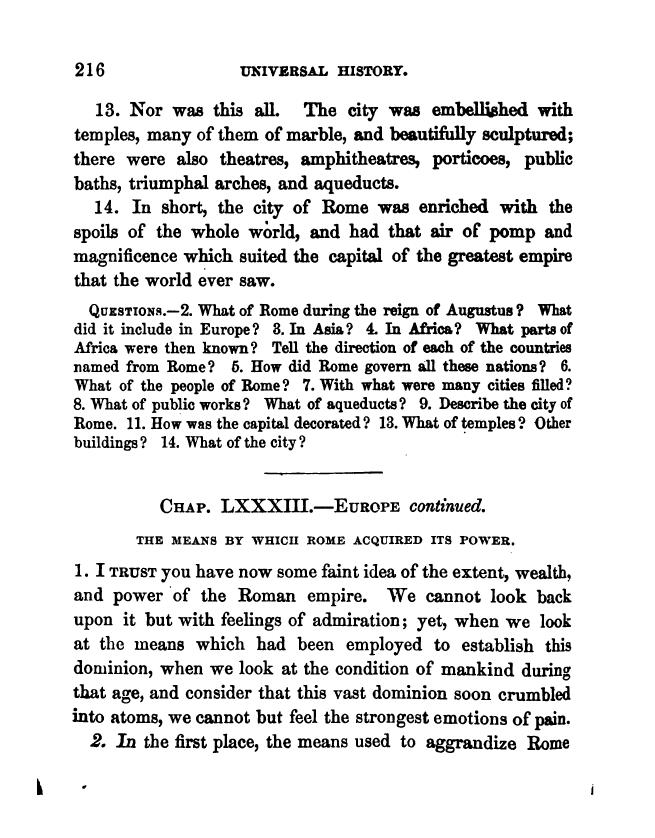 216 UNIVERSAL HISTORY.
13. Nor was this all. The city was embellished with
temples, many of them of marble, and beautifully sculptured;
there were also theatres, amphitheatres, porticoes, public
baths, triumphal arches, and aqueducts.
14. In short, the city of Rome was enriched with the
spoils of the whole world, and had that air of pomp and
magnificence which suited the capital of the greatest empire
that the world ever saw.
QUESTIONS.—2. What of Rome during the reign of Augustus? What
did it include in Europe? 3. In Asia? 4. In Africa? What parts of
Africa were then known? Tell the direction of each of the countries
named from Rome? 5. How did Rome govern all these nations? 6.
What of the people of Rome? 7. With what were many cities filled?
8. What of public works? What of aqueducts? 9. Describe the city of
Rome. 11. How was the capital decorated? 13. What of temples? Other
buildings? 14. What of the city?
CHAP. LXXXIII.—EUROPE continued.
THE MEANS BY WHICH ROME ACQUIRED ITS POWER.
1. I TRUST you have now some faint idea of the extent, wealth,
and power of the Roman empire. We cannot look back
upon it but with feelings of admiration; yet, when we look
at the means which had been employed to establish this
dominion, when we look at the condition of mankind during
that age, and consider that this vast dominion soon crumbled
into atoms, we cannot but feel the strongest emotions of pain.
2. In the first place, the means used to aggrandize Rome